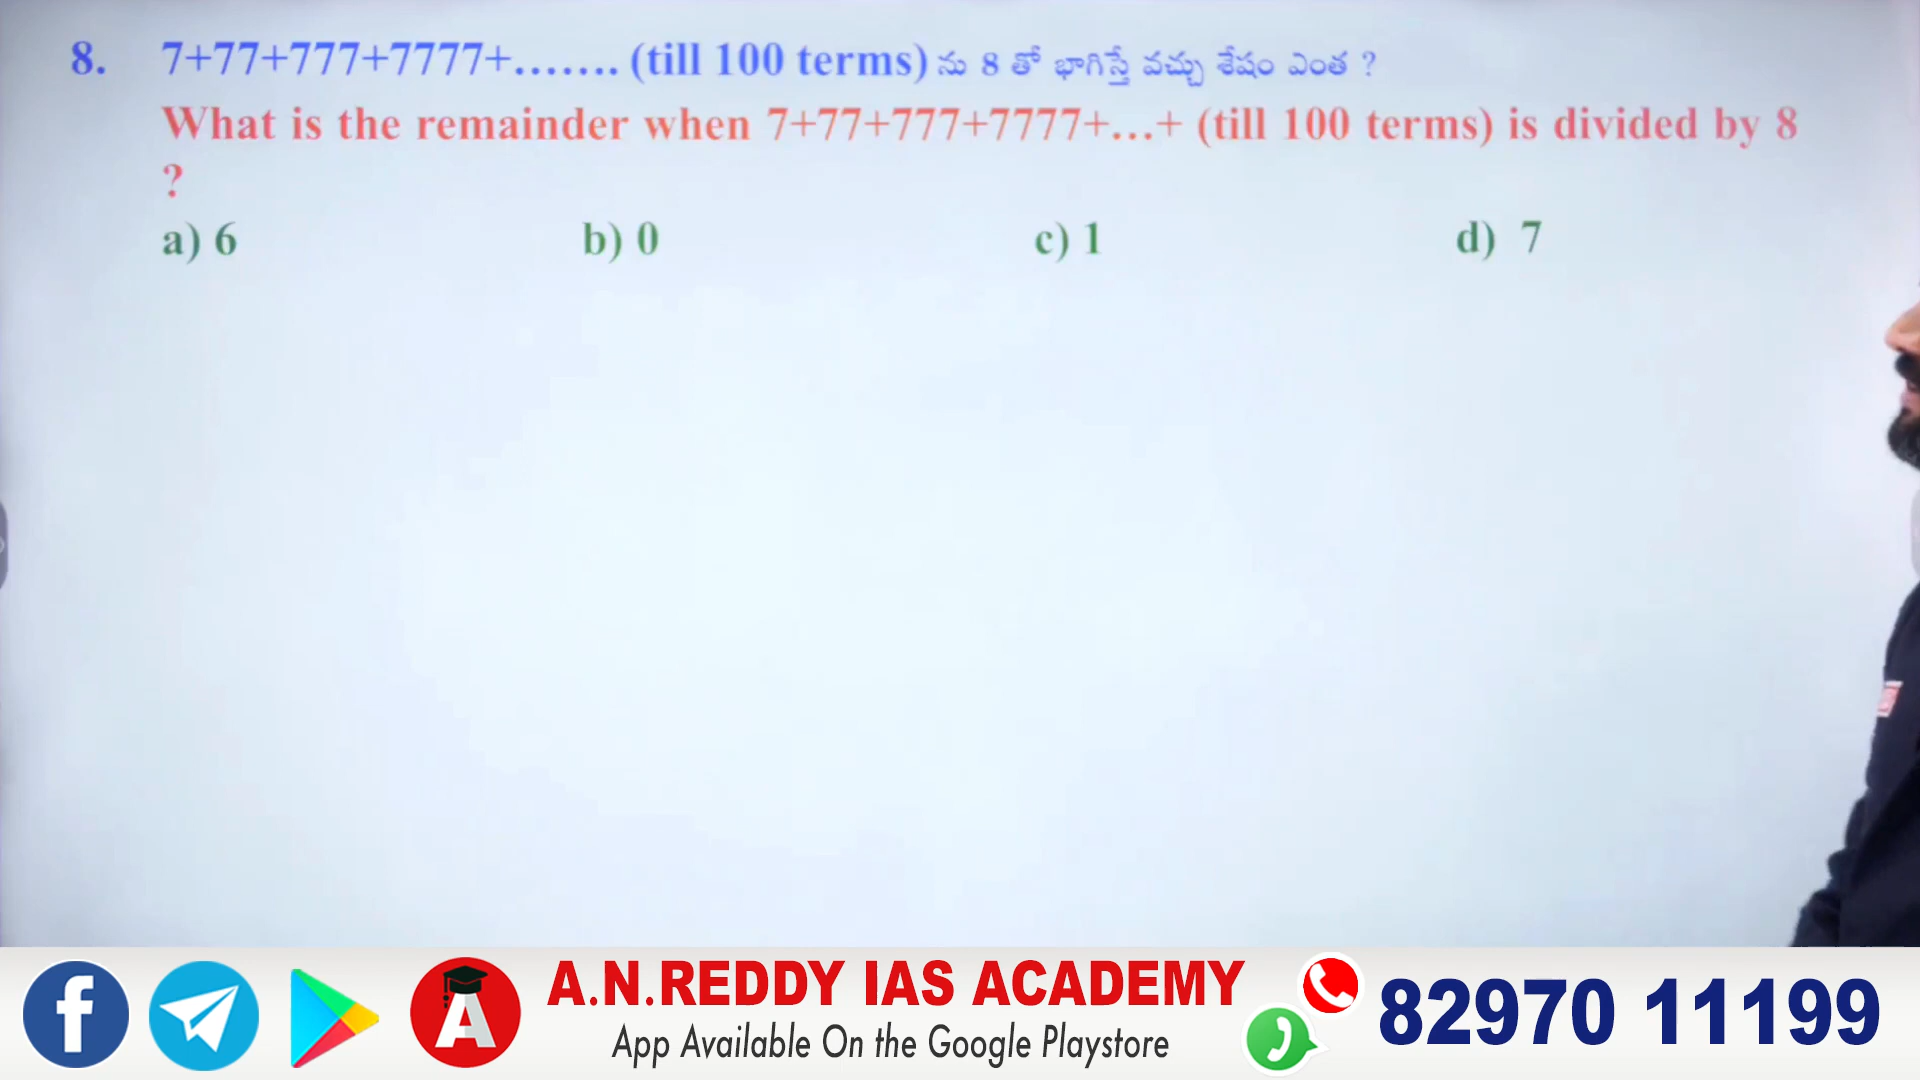 8. 7+77+777+7777+....... (till 100 terms) ను 8 తో భాగిస్తే వచ్చు శేషం ఎంత ?
What is the remainder when 7+77+777+7777+...+ (till 100 terms) is divided by 8
?
a) 6 b) 0 c) 1 d) 7
A.N.REDDY IAS ACADEMY
App Available On the Google Playstore
82970 11199